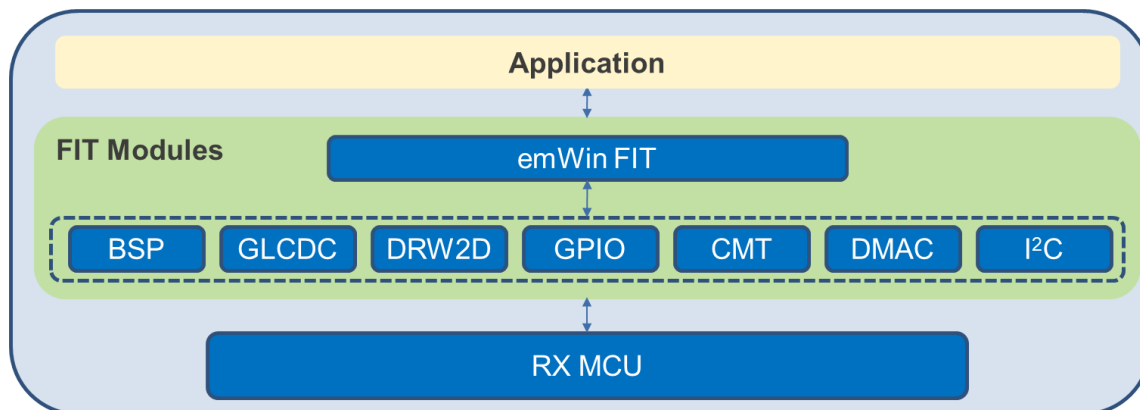 Application
FIT Modules
emWin FIT
BSP GLCDC DRW2D GPIO CMT DMAC I²C
RX MCU